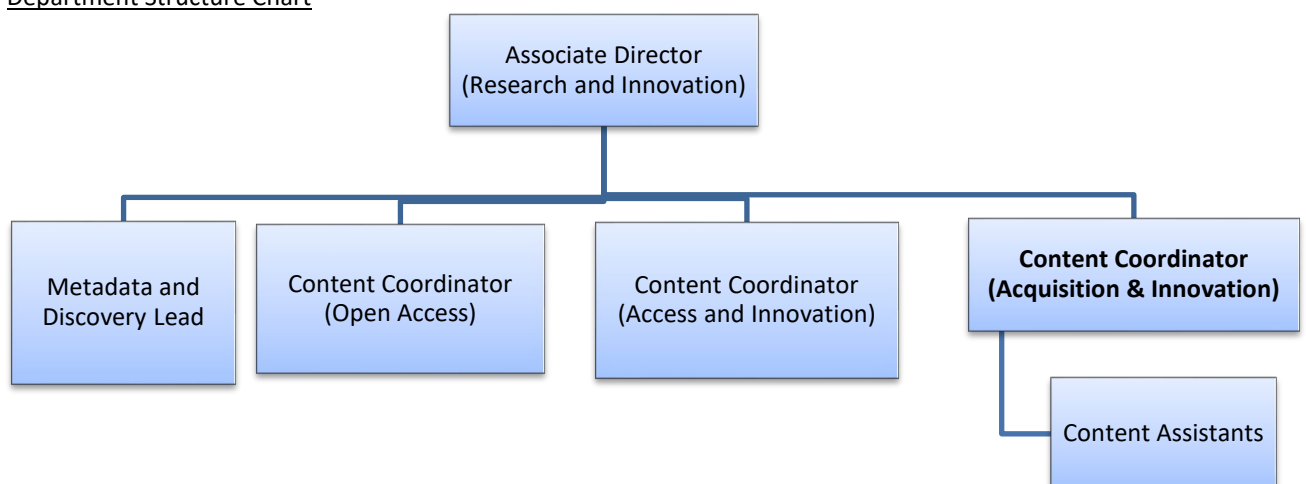 Department Structure Chart
Associate Director
(Research and Innovation)
Metadata and
Discovery Lead
Content Coordinator
(Open Access)
Content Coordinator
(Access and Innovation)
Content Coordinator
(Acquisition & Innovation)
Content Assistants